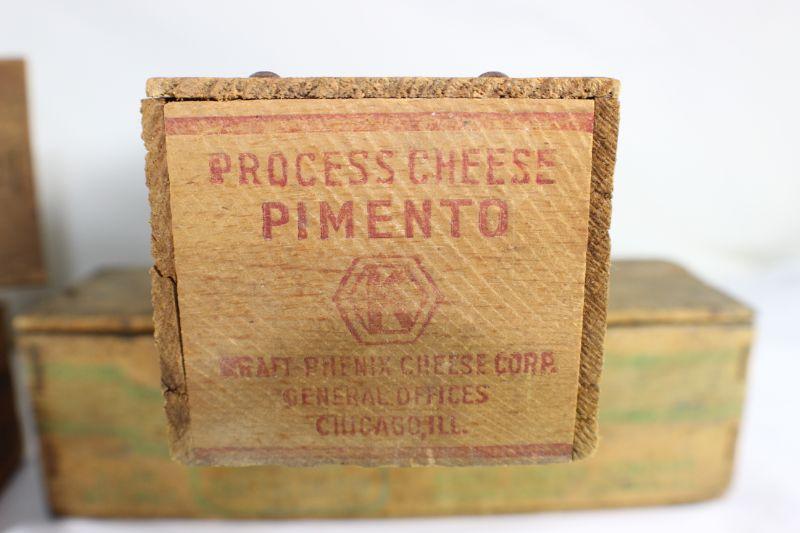 PROCESS CHEESE
PIMENTO
K
KRAFT-PHENIX CHEESE CORP.
GENERAL OFFICES
CHICAGO, ILL.